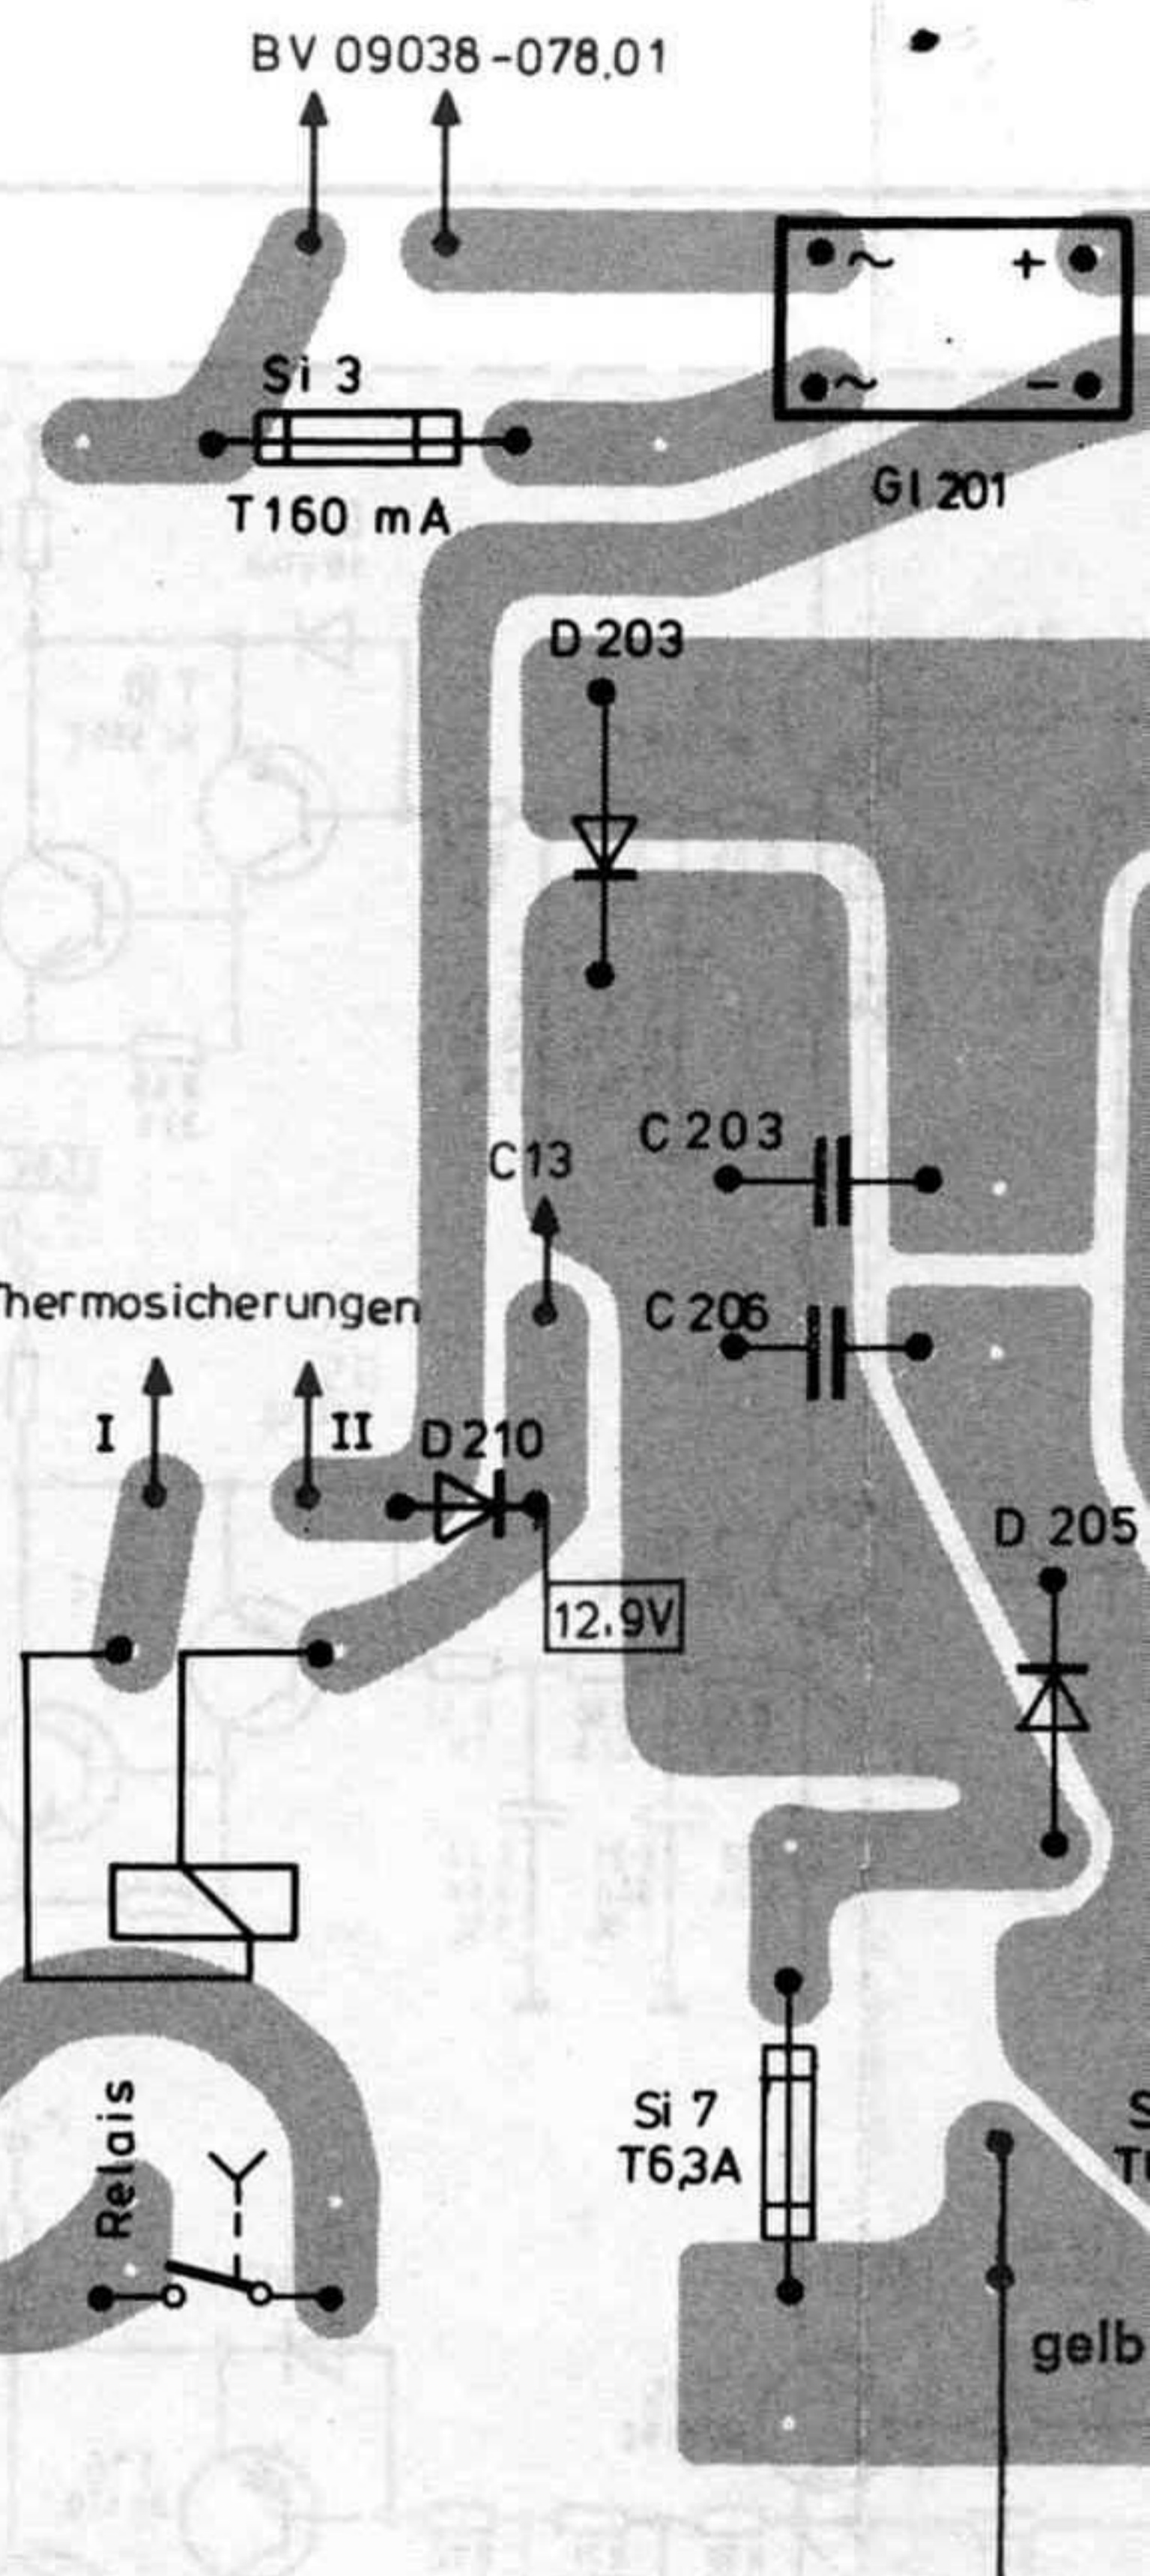 BV 09038-078.01
~
+
~
-
Si 3
T160 mA
Gl 201
D 203
C 203
C13
C 206
Thermosicherungen
I
II
D210
12.9V
D 205
Relais
Si 7
T6,3A
gelb